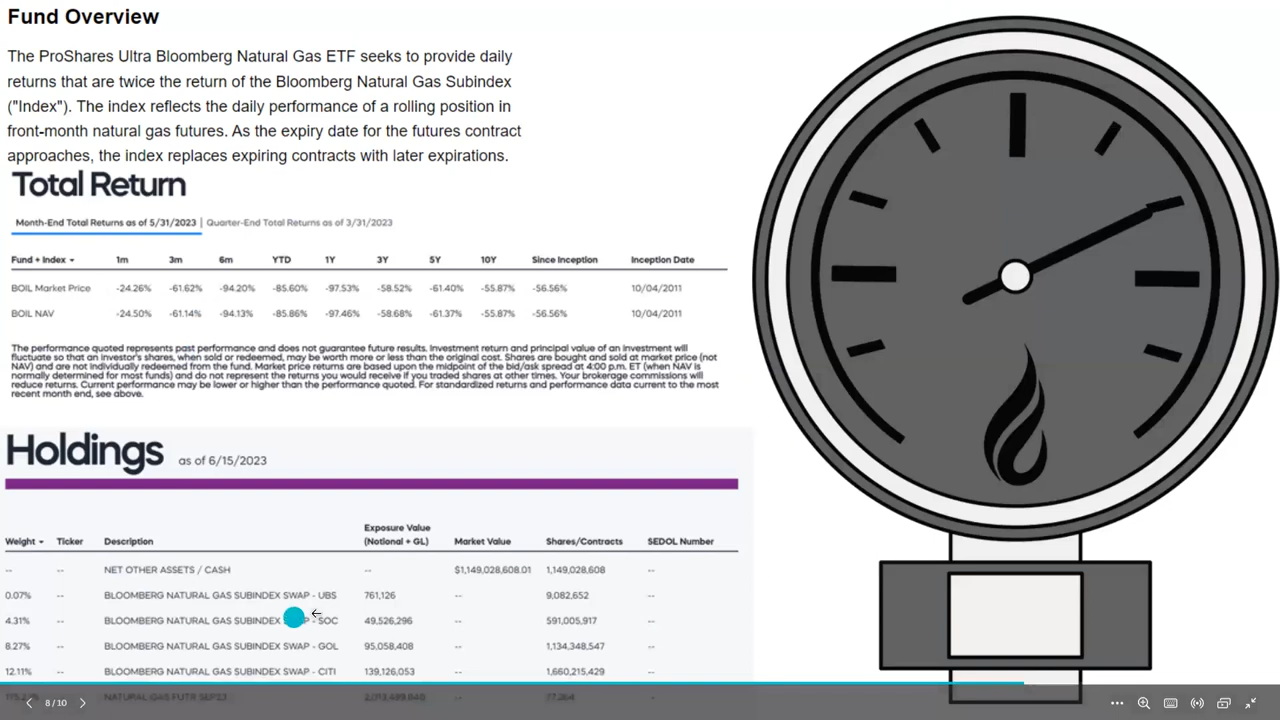 Fund Overview
The ProShares Ultra Bloomberg Natural Gas ETF seeks to provide daily
returns that are twice the return of the Bloomberg Natural Gas Subindex
("Index"). The index reflects the daily performance of a rolling position in
front-month natural gas futures. As the expiry date for the futures contract
approaches, the index replaces expiring contracts with later expirations.
Total Return
Month-End Total Returns as of 5/31/2023 | Quarter-End Total Returns as of 3/31/2023
Fund + Index 1m 3m 6m YTD 1Y 3Y 5Y 10Y Since Inception Inception Date
BOIL Market Price -24.26% -61.62% -94.20% -85.60% -97.53% -58.52% -61.40% -55.87% -56.56% 10/04/2011
BOIL NAV -24.50% -61.14% -94.13% -85.86% -97.46% -58.68% -61.37% -55.87% -56.56% 10/04/2011
The performance quoted represents past performance and does not guarantee future results. Investment return and principal value of an investment will
fluctuate so that an investor's shares, when sold or redeemed, may be worth more or less than the original cost. Shares are bought and sold at market price (not
NAV) and are not individually redeemed from the fund. Market price returns are based upon the midpoint of the bid/ask spread at 4:00 p.m. ET (when NAV is
normally determined for most funds) and do not represent the returns you would receive if you traded shares at other times. Your brokerage commissions will
reduce returns. Current performance may be lower or higher than the performance quoted. For standardized returns and performance data current to the most
recent month end, see above.
Holdings as of 6/15/2023
Exposure Value
Weight Ticker Description (Notional + GL) Market Value Shares/Contracts SEDOL Number
-- -- NET OTHER ASSETS / CASH -- $1,149,028,608.01 1,149,028,608 --
0.07% -- BLOOMBERG NATURAL GAS SUBINDEX SWAP - UBS 761,126 -- 9,082,652 --
4.31% -- BLOOMBERG NATURAL GAS SUBINDEX - SOC 49,526,296 -- 591,005,917 --
8.27% -- BLOOMBERG NATURAL GAS SUBINDEX SWAP - GOL 95,058,408 -- 1,134,348,547 --
12.11% -- BLOOMBERG NATURAL GAS SUBINDEX SWAP - CITI 139,126,053 -- 1,660,215,429 --
-- NATURAL GAS FUTR SEP23 -- --
8 / 10